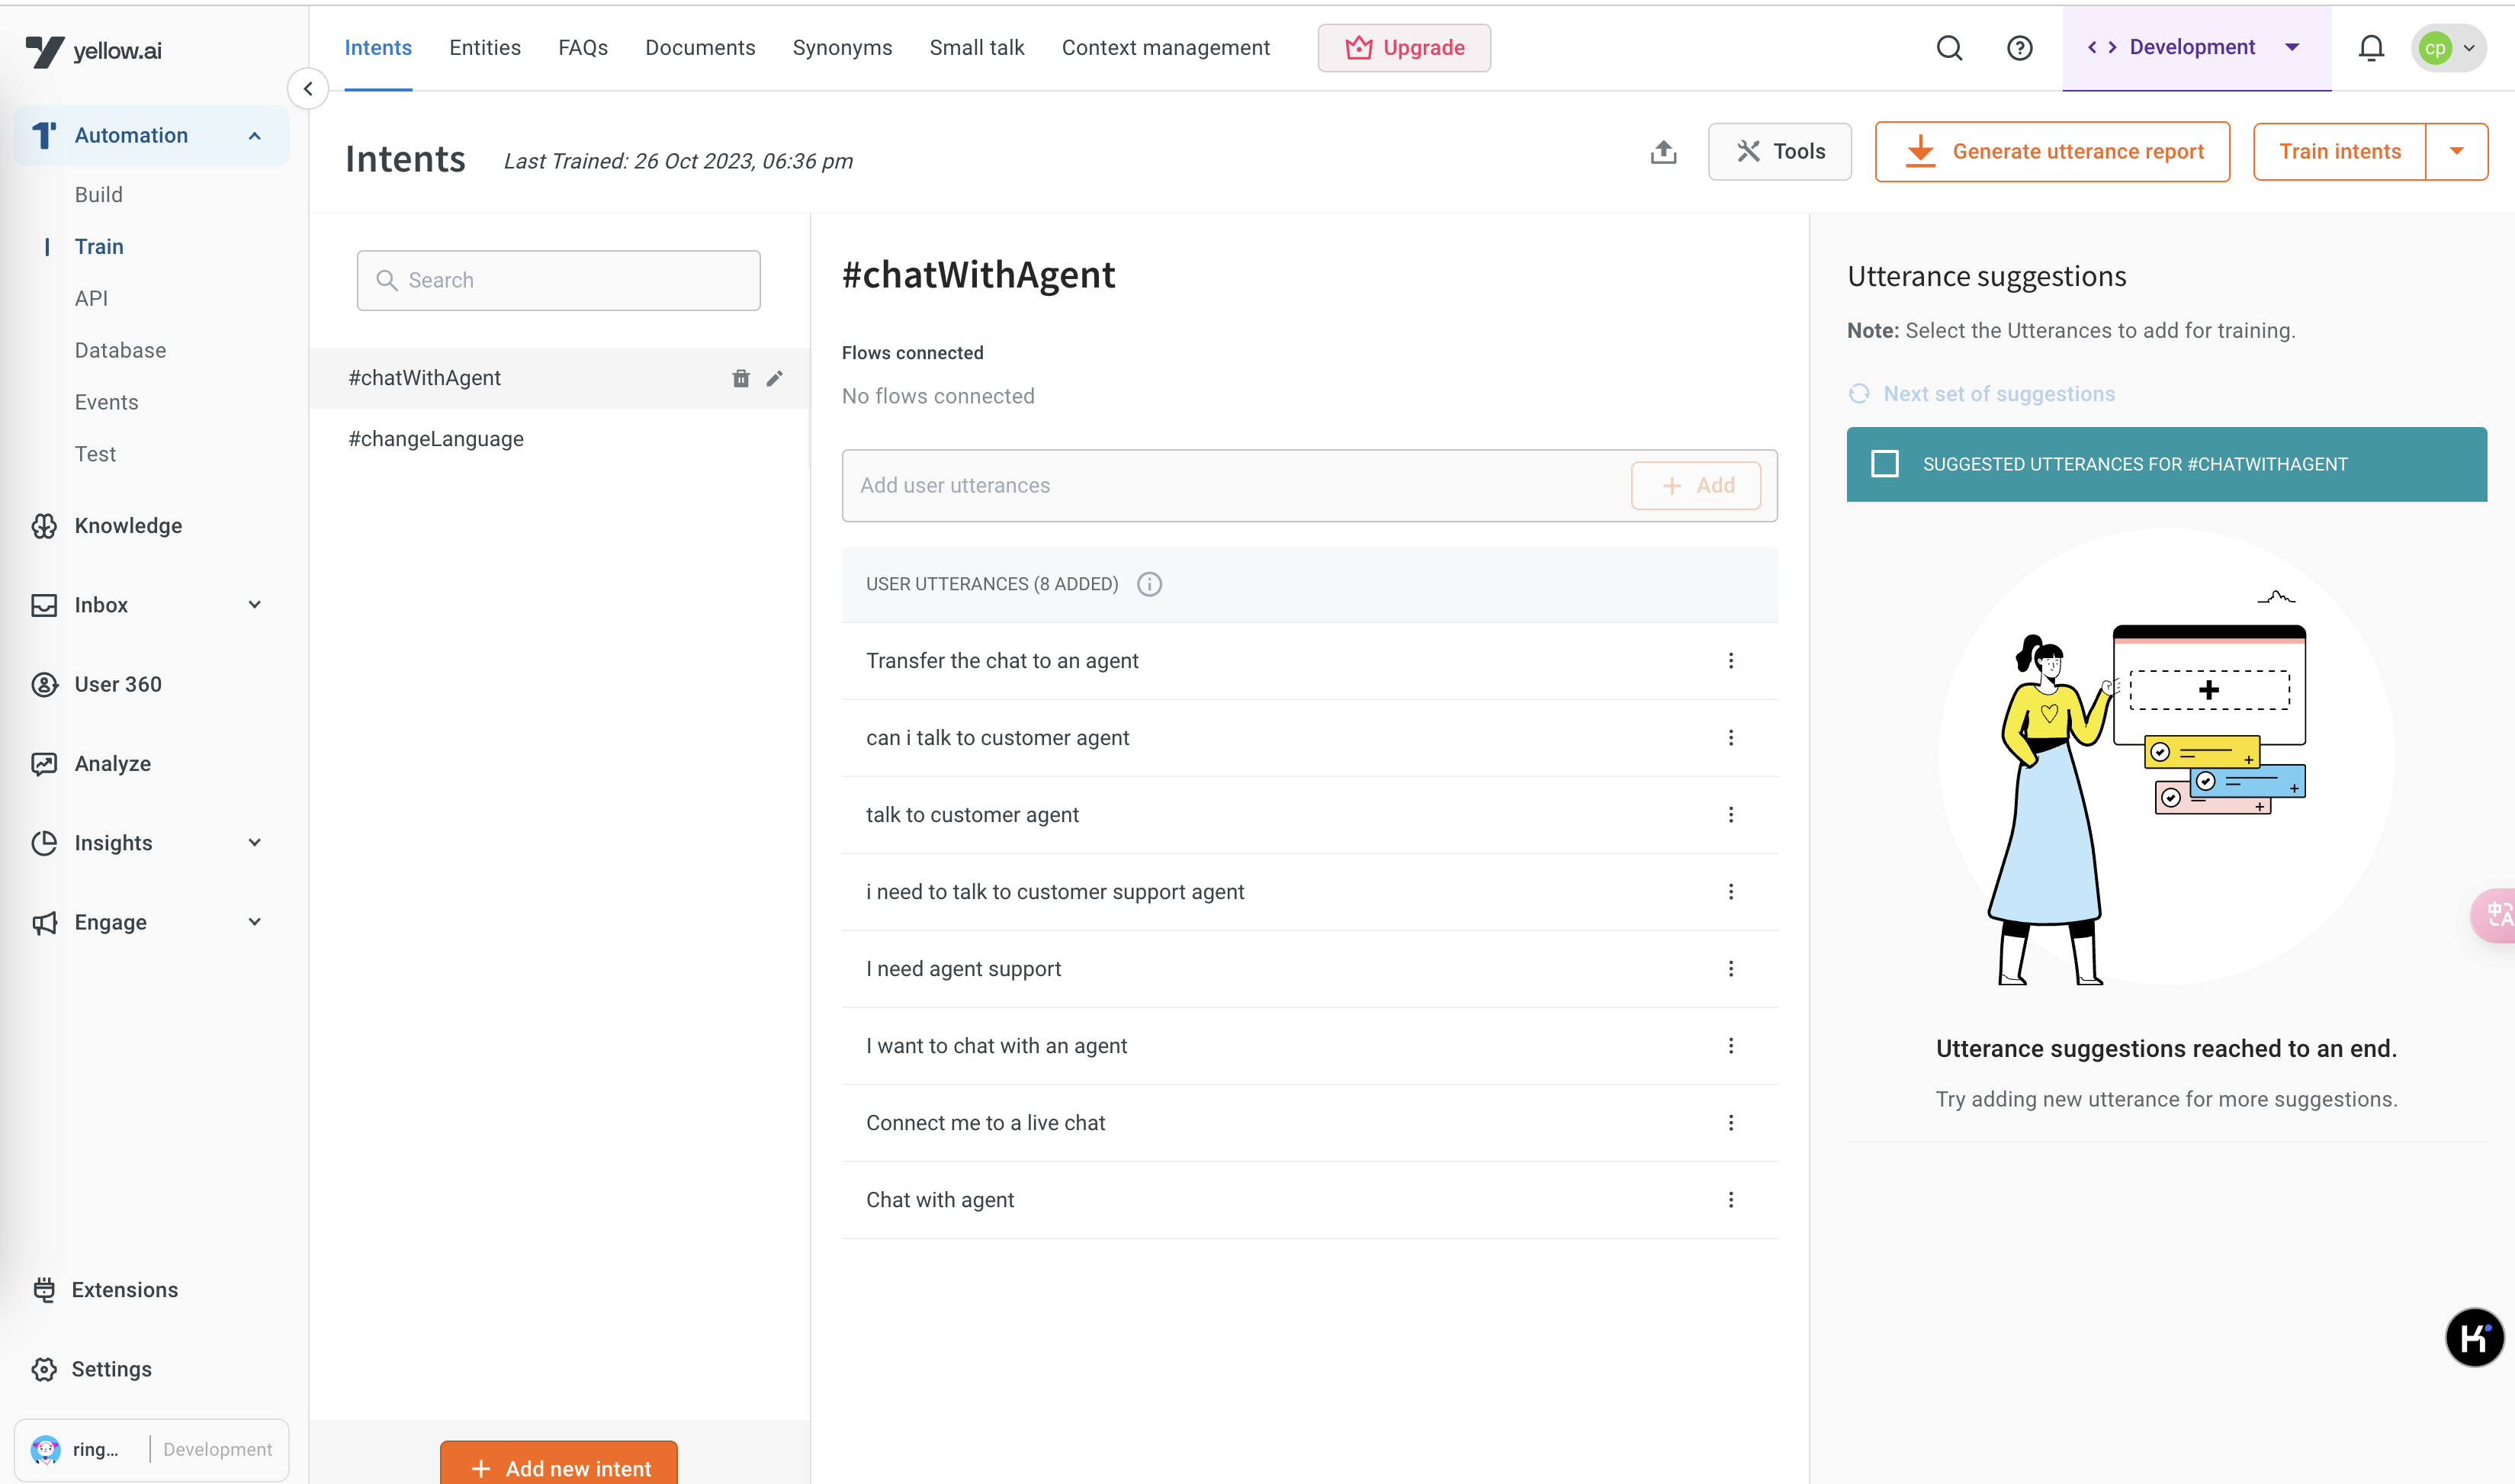 yellow.ai
Intents
Entities
FAQs
Documents
Synonyms
Small talk
Context management
Upgrade
Development
cp
Automation
Build
Train
API
Database
Events
Test
Knowledge
Inbox
User 360
Analyze
Insights
Engage
Extensions
Settings
ring...
Development
Intents
Last Trained: 26 Oct 2023, 06:36 pm
Tools
Generate utterance report
Train intents
Search
#chatWithAgent
#changeLanguage
Add new intent
#chatWithAgent
Flows connected
No flows connected
Add user utterances
Add
USER UTTERANCES (8 ADDED)
Transfer the chat to an agent
can i talk to customer agent
talk to customer agent
i need to talk to customer support agent
I need agent support
I want to chat with an agent
Connect me to a live chat
Chat with agent
Utterance suggestions
Note: Select the Utterances to add for training.
Next set of suggestions
SUGGESTED UTTERANCES FOR #CHATWITHAGENT
Utterance suggestions reached to an end.
Try adding new utterance for more suggestions.
中A
K